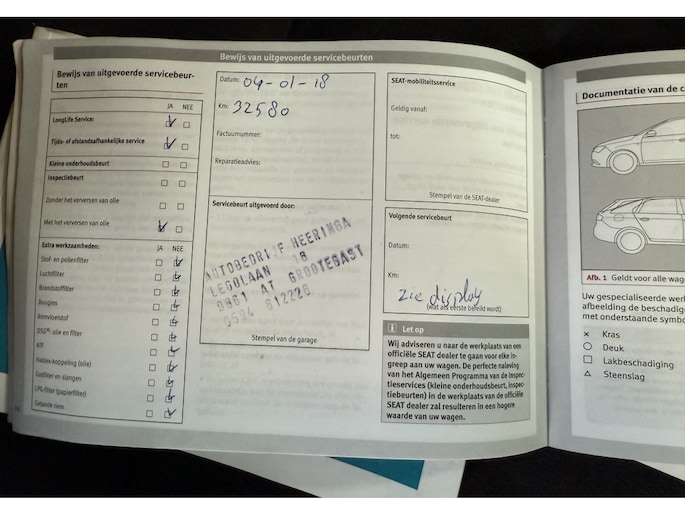 Bewijs van uitgevoerde servicebeurten
Bewijs van uitgevoerde servicebeur-
ten
JA NEE
LongLife Service:
Tijds- of afstandsafhankelijke service
Kleine onderhoudsbeurt
Inspectiebeurt
Zonder het verversen van olie
Met het verversen van olie
Extra werkzaamheden: JA NEE
Stof- en pollenfilter
Luchtfilter
Brandstoffilter
Bougies
Remvloeistof
DSG®: olie en filter
ATF
Haldex-koppeling (olie)
Gasfilter en slangen
LPG-filter (papierfilter)
Getande riem
Datum: 04-01-18
Km: 32580
Factuurnummer:
Reparatieadvies:
Servicebeurt uitgevoerd door:
AUTOBEDRIJF HEERINGA
LEGOLAAN 18
9861 AT GROOTEGAST
0594 612226
Stempel van de garage
SEAT-mobiliteitsservice
Geldig vanaf:
tot:
Stempel van de SEAT-dealer
Volgende servicebeurt
Datum:
Km:
zie display
(wat als eerste bereikt wordt)
i Let op
Wij adviseren u naar de werkplaats van een
officiële SEAT dealer te gaan voor elke in-
greep aan uw wagen. De perfecte naleving
van het Algemeen Programma van de inspec-
tieservices (kleine onderhoudsbeurt, inspec-
tiebeurten) in de werkplaats van de officiële
SEAT dealer zal resulteren in een hogere
waarde van uw wagen.
Documentatie van de c
Afb. 1 Geldt voor alle wag
Uw gespecialiseerde werk
afbeelding de beschadig
met onderstaande symbo
× Kras
○ Deuk
□ Lakbeschadiging
△ Steenslag